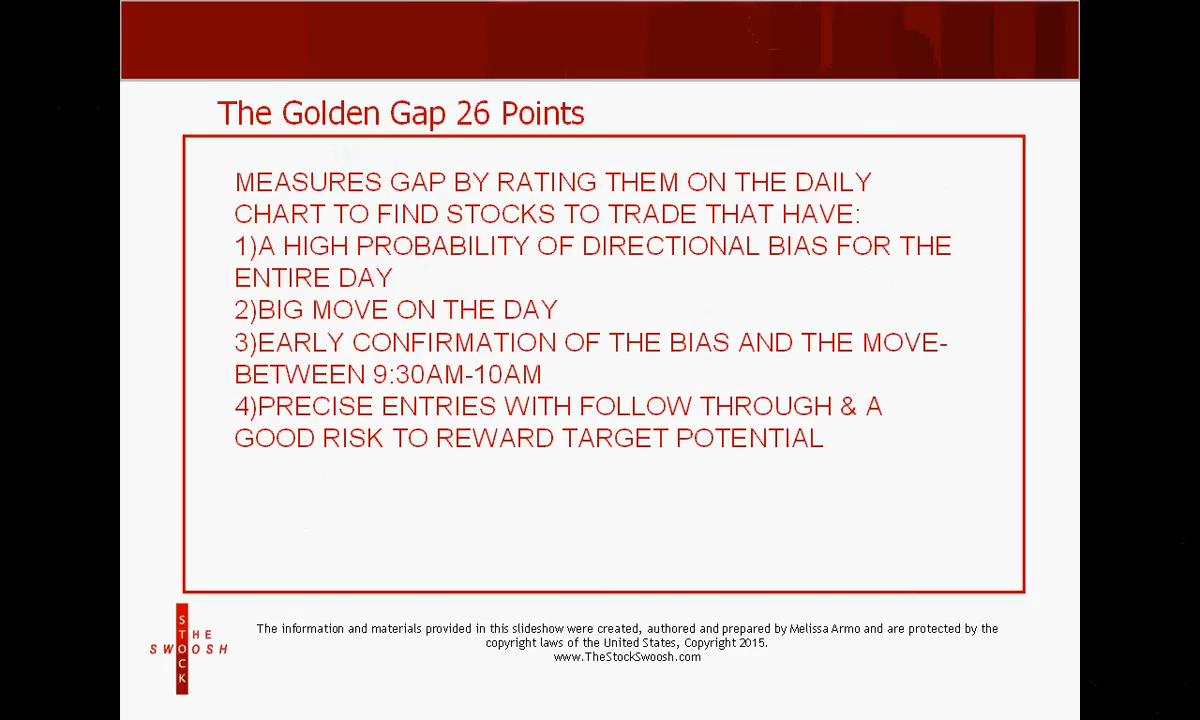 The Golden Gap 26 Points
MEASURES GAP BY RATING THEM ON THE DAILY
CHART TO FIND STOCKS TO TRADE THAT HAVE:
1)A HIGH PROBABILITY OF DIRECTIONAL BIAS FOR THE
ENTIRE DAY
2)BIG MOVE ON THE DAY
3)EARLY CONFIRMATION OF THE BIAS AND THE MOVE-
BETWEEN 9:30AM-10AM
4)PRECISE ENTRIES WITH FOLLOW THROUGH & A
GOOD RISK TO REWARD TARGET POTENTIAL
THE
STOCK
SWOOSH
The information and materials provided in this slideshow were created, authored and prepared by Melissa Armo and are protected by the
copyright laws of the United States, Copyright 2015.
www.TheStockSwoosh.com